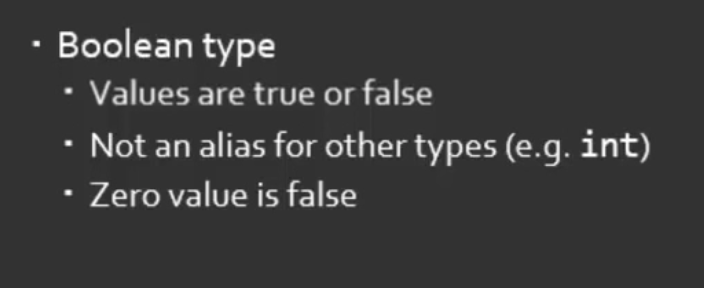 · Boolean type
· Values are true or false
· Not an alias for other types (e.g. int)
· Zero value is false